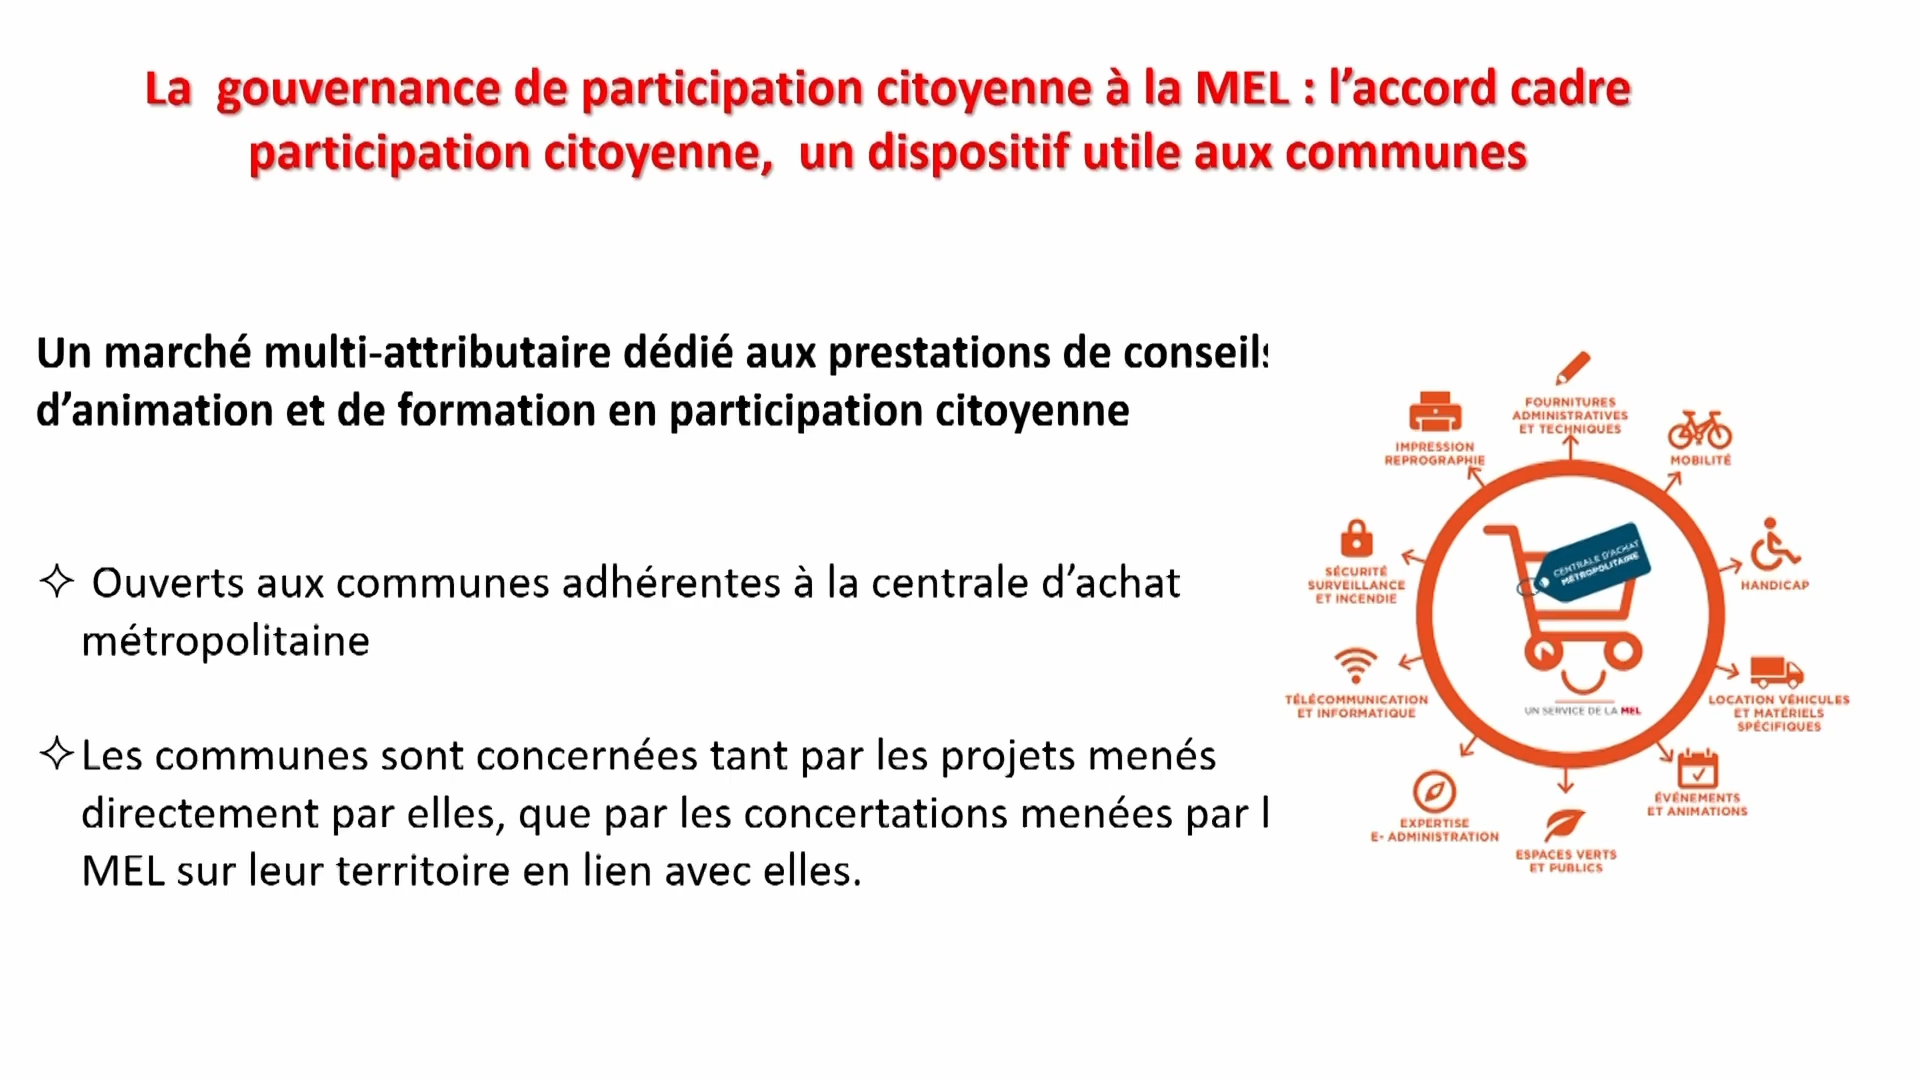 La gouvernance de participation citoyenne à la MEL : l’accord cadre
participation citoyenne, un dispositif utile aux communes
Un marché multi-attributaire dédié aux prestations de conseils
d’animation et de formation en participation citoyenne
Ouverts aux communes adhérentes à la centrale d’achat
métropolitaine
Les communes sont concernées tant par les projets menés
directement par elles, que par les concertations menées par l
MEL sur leur territoire en lien avec elles.
FOURNITURES
ADMINISTRATIVES
ET TECHNIQUES
IMPRESSION
REPROGRAPHIE
MOBILITÉ
SÉCURITÉ
SURVEILLANCE
ET INCENDIE
HANDICAP
CENTRALE D'ACHAT
MÉTROPOLITAINE
TÉLÉCOMMUNICATION
ET INFORMATIQUE
UN SERVICE DE LA MEL
LOCATION VÉHICULES
ET MATÉRIELS
SPÉCIFIQUES
ÉVÉNEMENTS
ET ANIMATIONS
EXPERTISE
E- ADMINISTRATION
ESPACES VERTS
ET PUBLICS